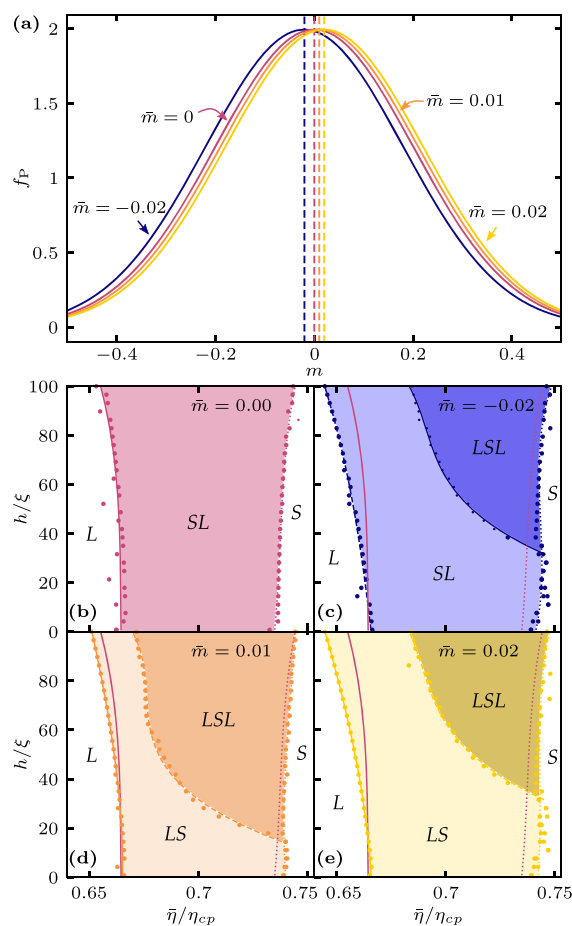 (a)
2
1.5
1
0.5
0
f_P
m̄ = 0
m̄ = 0.01
m̄ = −0.02
m̄ = 0.02
−0.4 −0.2 0 0.2 0.4
m
100
80
60
40
20
0
h/ξ
m̄ = 0.00
L
SL
S
(b)
m̄ = −0.02
LSL
L
SL
S
(c)
80
60
40
20
0
h/ξ
m̄ = 0.01
LSL
L
LS
S
(d)
m̄ = 0.02
LSL
L
LS
S
(e)
0.65 0.7 0.75
η̄/η_cp
0.65 0.7 0.75
η̄/η_cp